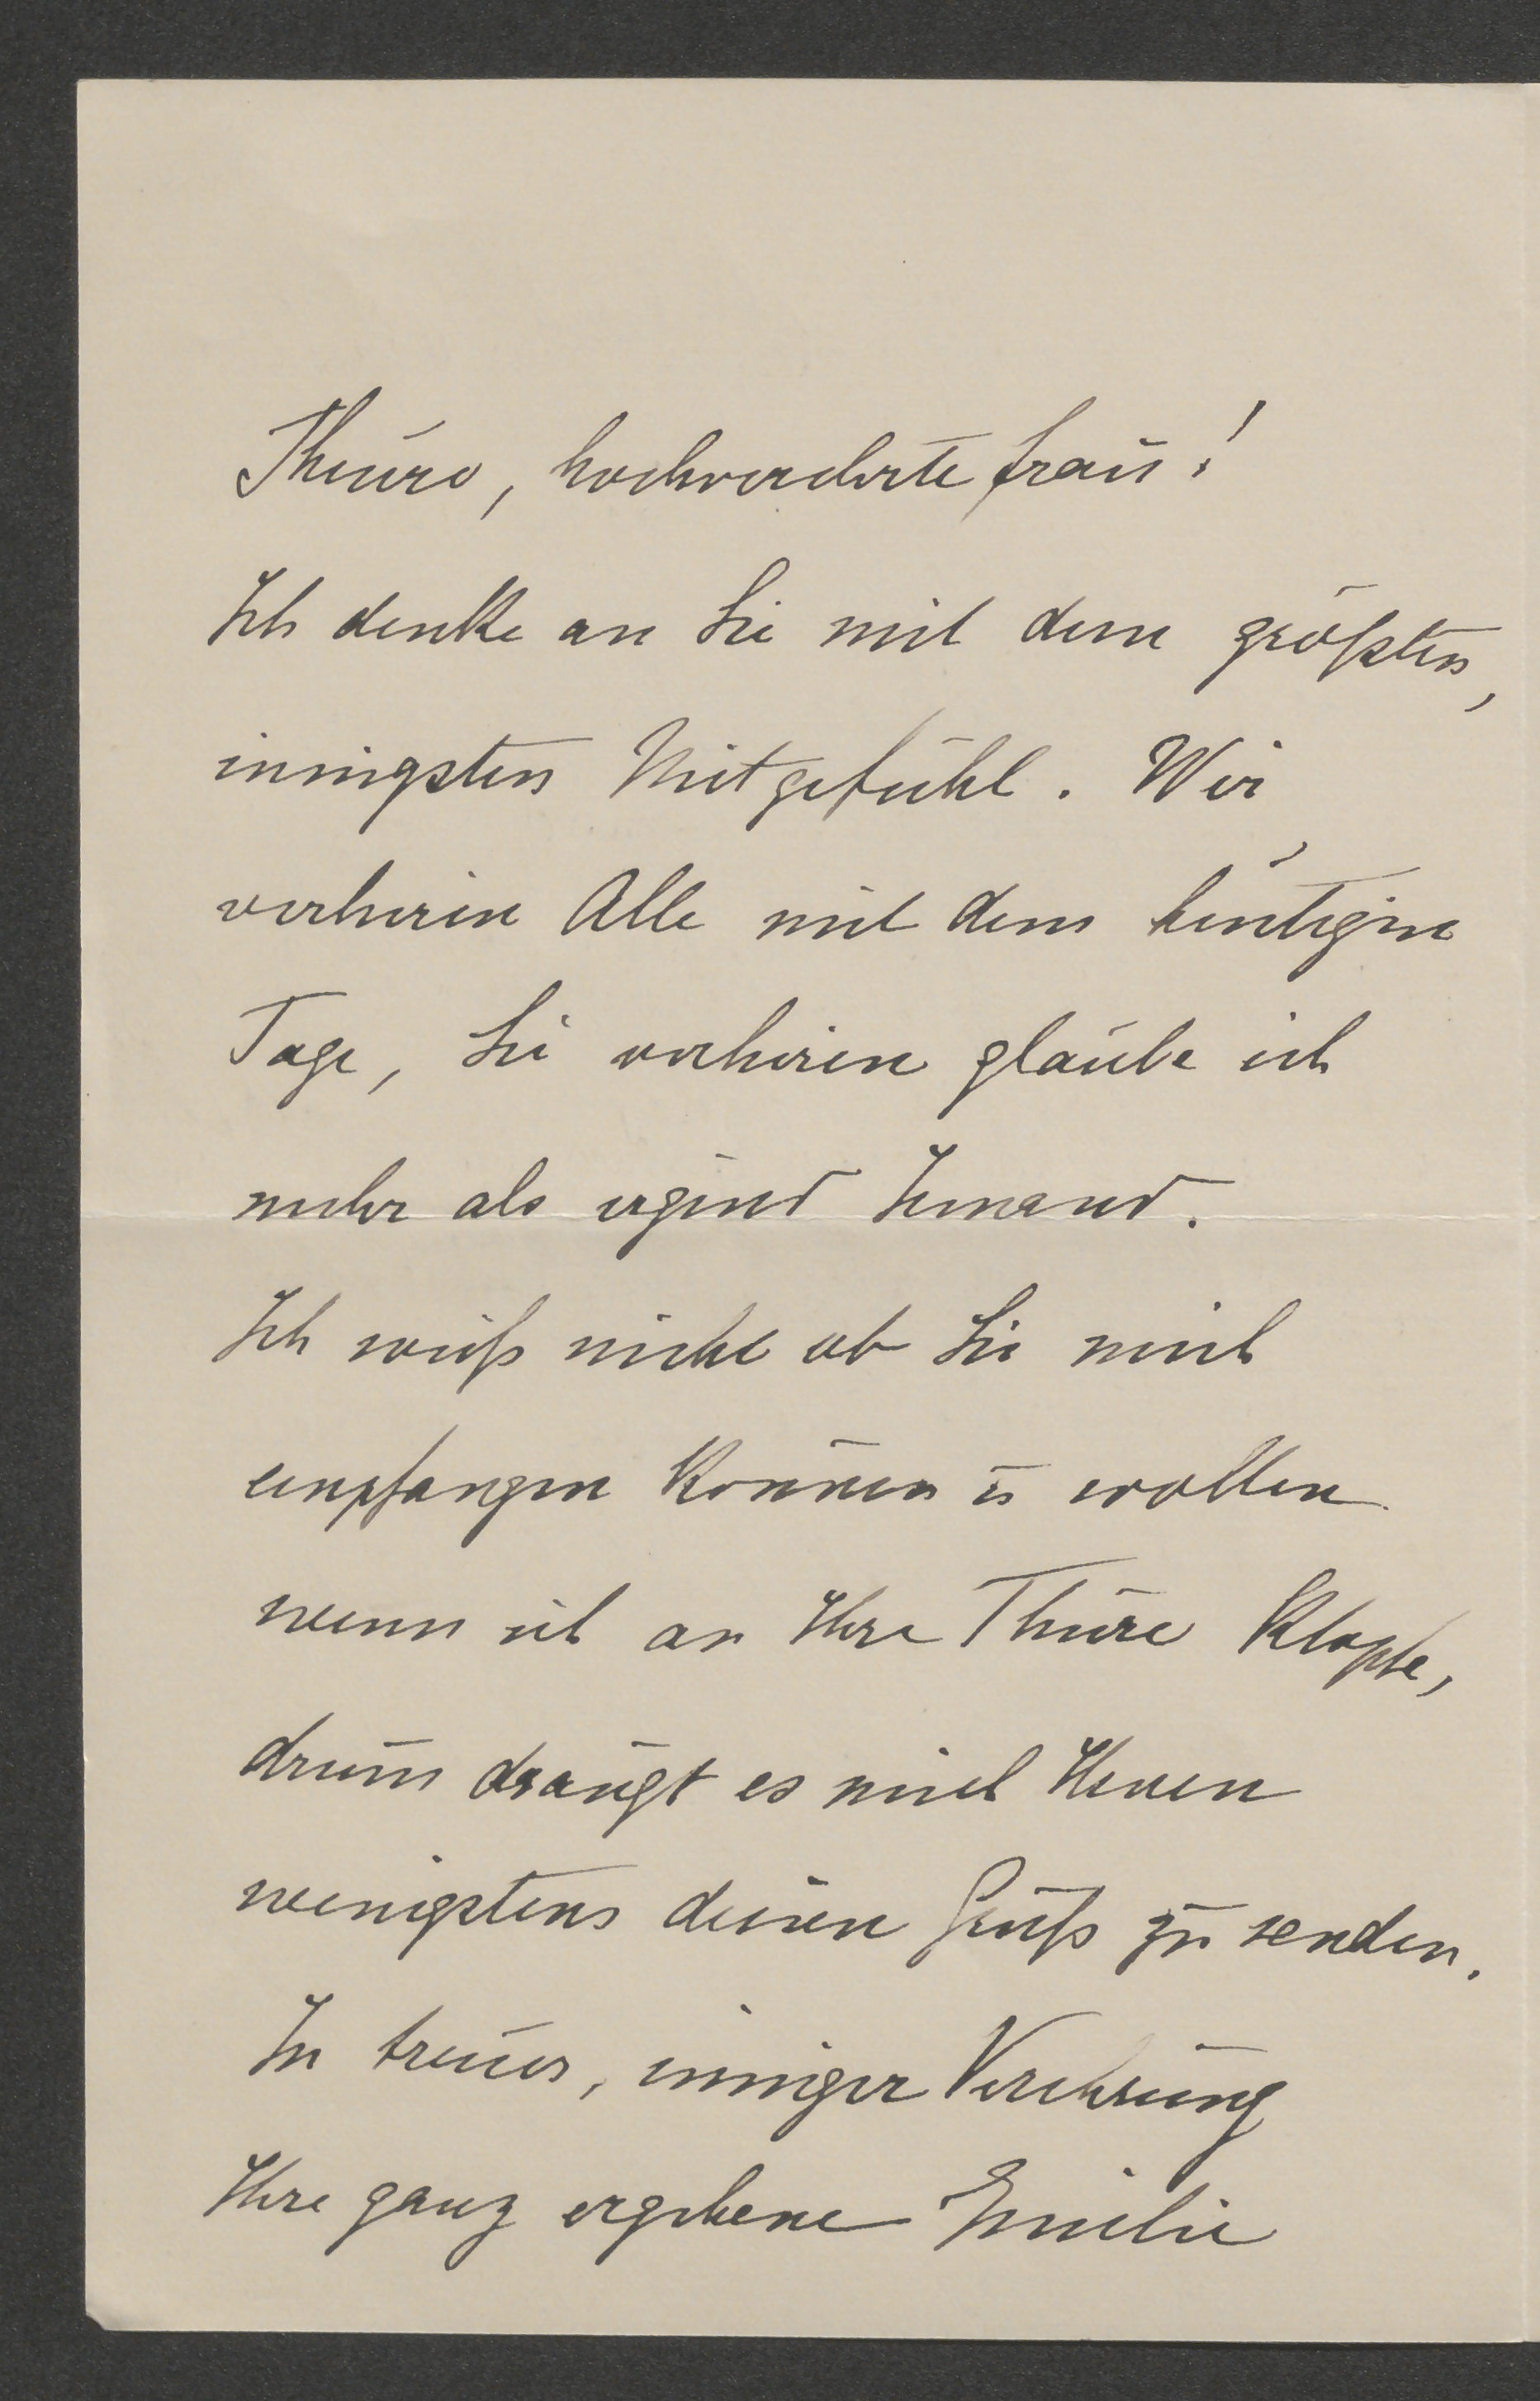 Theure, hochverehrte Frau!
Ich denke an Sie mit dem größten,
innigsten Mitgefühl. Wir
verlieren Alle mit dem heutigen
Tage, Sie verlieren glaube ich
mehr als irgend Jemand.
Ich weiß nicht ob Sie mich
empfangen können u wollen
wenn ich an Ihre Thüre klopfe,
drum drängt es mich Ihnen
wenigstens diesen Gruß zu senden.
In treuer, inniger Verehrung
Ihre ganz ergebene Emilie